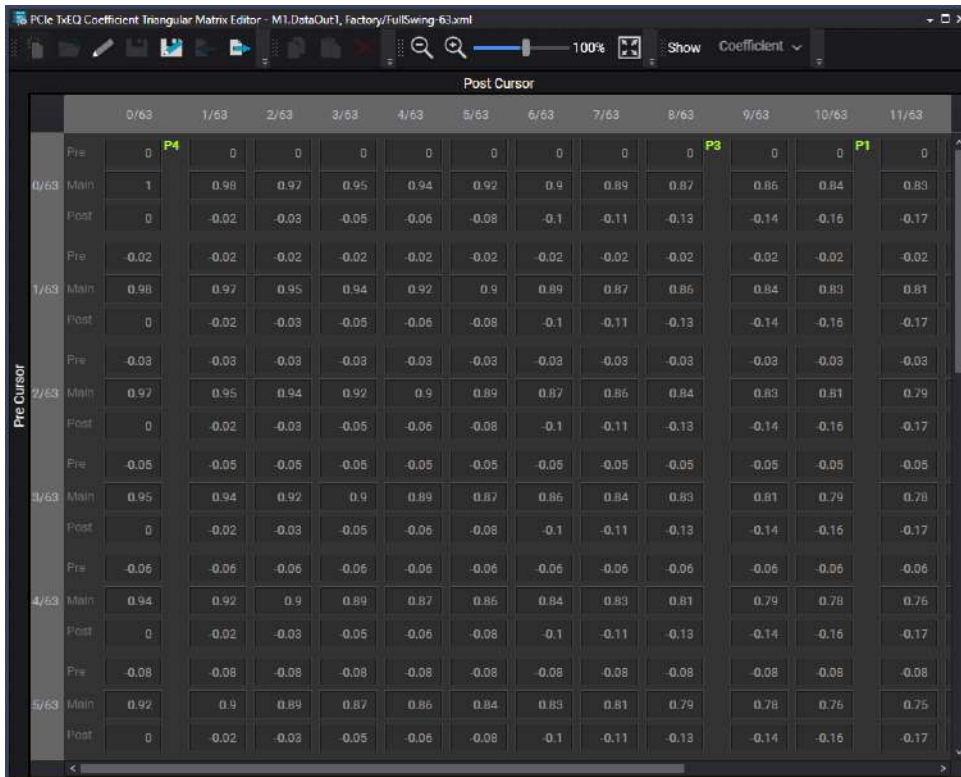 PCIe TxEQ Coefficient Triangular Matrix Editor - M1.DataOut1, Factory/FullSwing-63.xml
100% Show Coefficient
Post Cursor
0/63 1/63 2/63 3/63 4/63 5/63 6/63 7/63 8/63 9/63 10/63 11/63
Pre 0 P4 0 0 0 0 0 0 0 0 P3 0 0 P1 0
0/63 Main 1 0.98 0.97 0.95 0.94 0.92 0.9 0.89 0.87 0.86 0.84 0.83
Post 0 -0.02 -0.03 -0.05 -0.06 -0.08 -0.1 -0.11 -0.13 -0.14 -0.16 -0.17
Pre -0.02 -0.02 -0.02 -0.02 -0.02 -0.02 -0.02 -0.02 -0.02 -0.02 -0.02 -0.02
1/63 Main 0.98 0.97 0.95 0.94 0.92 0.9 0.89 0.87 0.86 0.84 0.83 0.81
Post 0 -0.02 -0.03 -0.05 -0.06 -0.08 -0.1 -0.11 -0.13 -0.14 -0.16 -0.17
Pre -0.03 -0.03 -0.03 -0.03 -0.03 -0.03 -0.03 -0.03 -0.03 -0.03 -0.03 -0.03
Pre Cursor
2/63 Main 0.97 0.95 0.94 0.92 0.9 0.89 0.87 0.86 0.84 0.83 0.81 0.79
Post 0 -0.02 -0.03 -0.05 -0.06 -0.08 -0.1 -0.11 -0.13 -0.14 -0.16 -0.17
Pre -0.05 -0.05 -0.05 -0.05 -0.05 -0.05 -0.05 -0.05 -0.05 -0.05 -0.05 -0.05
3/63 Main 0.95 0.94 0.92 0.9 0.89 0.87 0.86 0.84 0.83 0.81 0.79 0.78
Post 0 -0.02 -0.03 -0.05 -0.06 -0.08 -0.1 -0.11 -0.13 -0.14 -0.16 -0.17
Pre -0.06 -0.06 -0.06 -0.06 -0.06 -0.06 -0.06 -0.06 -0.06 -0.06 -0.06 -0.06
4/63 Main 0.94 0.92 0.9 0.89 0.87 0.86 0.84 0.83 0.81 0.79 0.78 0.76
Post 0 -0.02 -0.03 -0.05 -0.06 -0.08 -0.1 -0.11 -0.13 -0.14 -0.16 -0.17
Pre -0.08 -0.08 -0.08 -0.08 -0.08 -0.08 -0.08 -0.08 -0.08 -0.08 -0.08 -0.08
5/63 Main 0.92 0.9 0.89 0.87 0.86 0.84 0.83 0.81 0.79 0.78 0.76 0.75
Post 0 -0.02 -0.03 -0.05 -0.06 -0.08 -0.1 -0.11 -0.13 -0.14 -0.16 -0.17